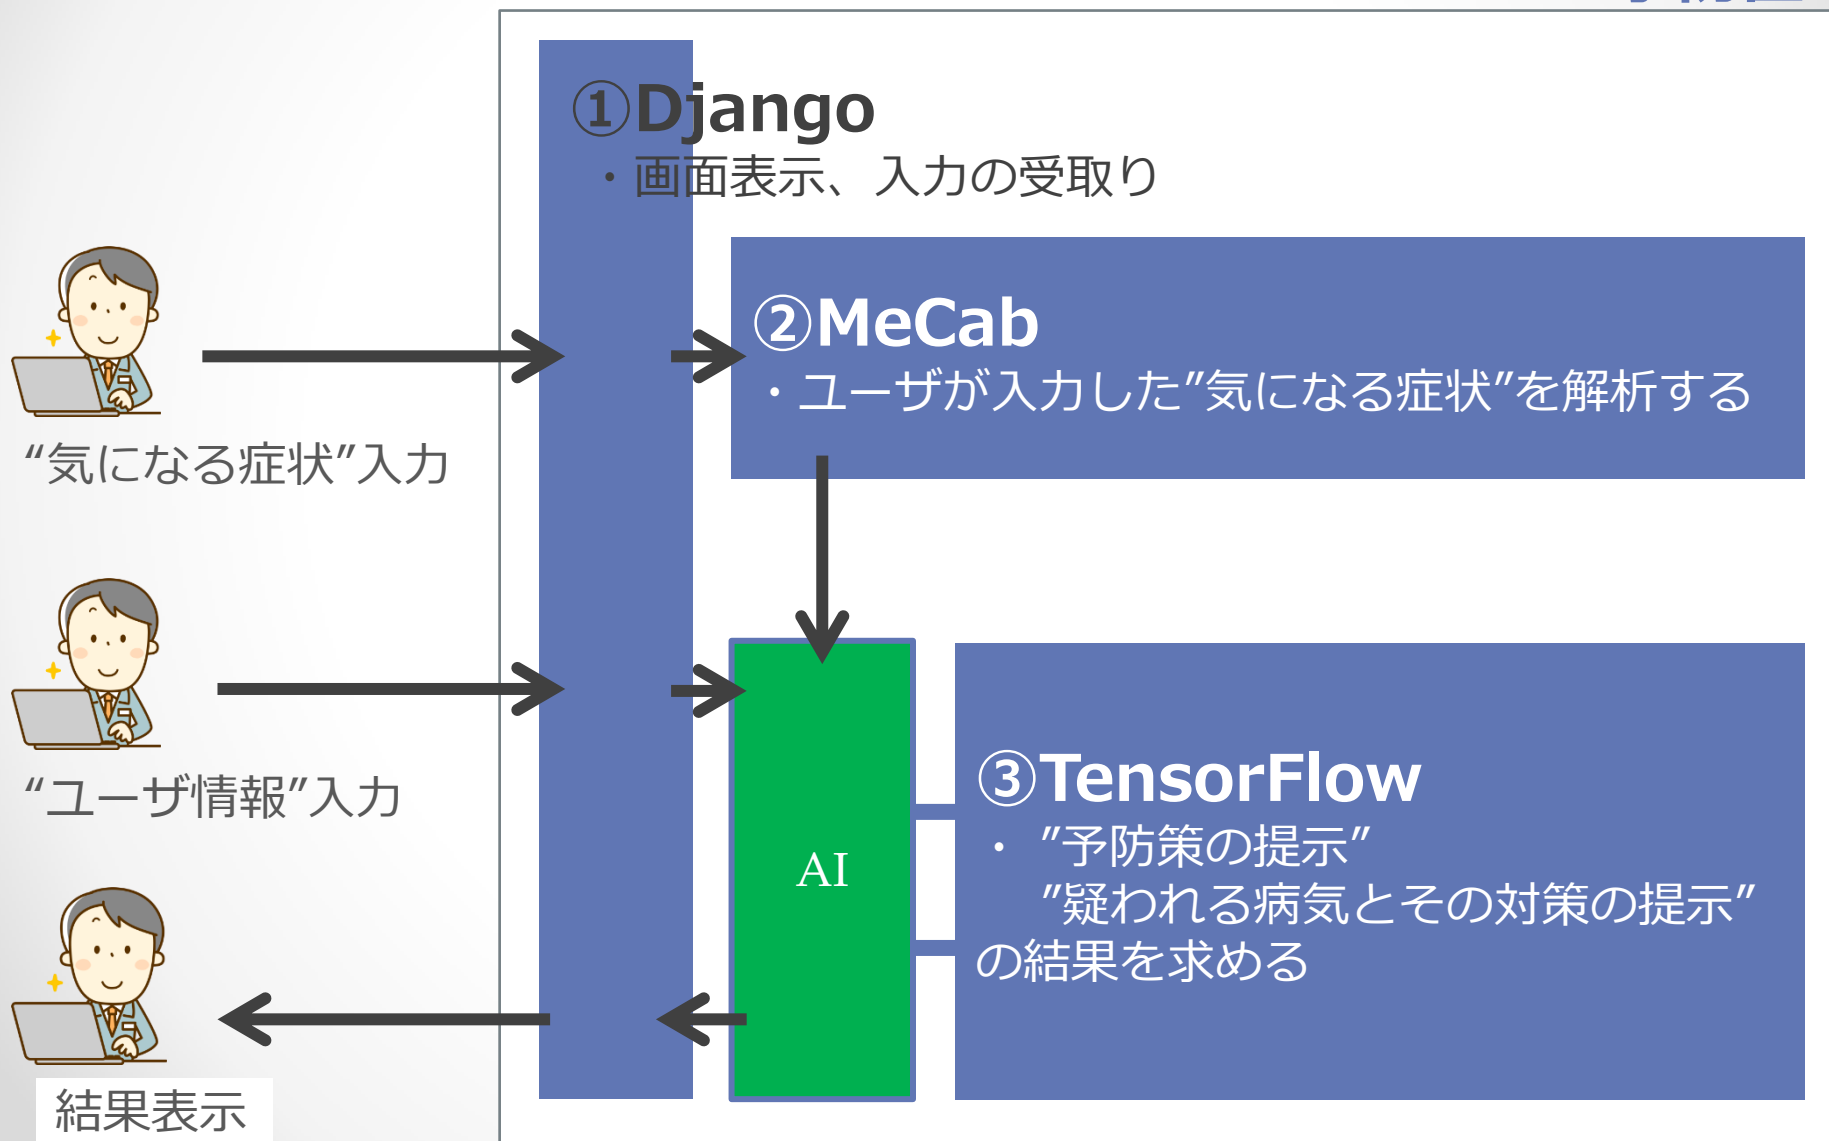 ①Django
・画面表示、入力の受取り
②MeCab
・ユーザが入力した”気になる症状”を解析する
“気になる症状”入力
“ユーザ情報”入力
AI
③TensorFlow
・ ”予防策の提示”
”疑われる病気とその対策の提示”
の結果を求める
結果表示